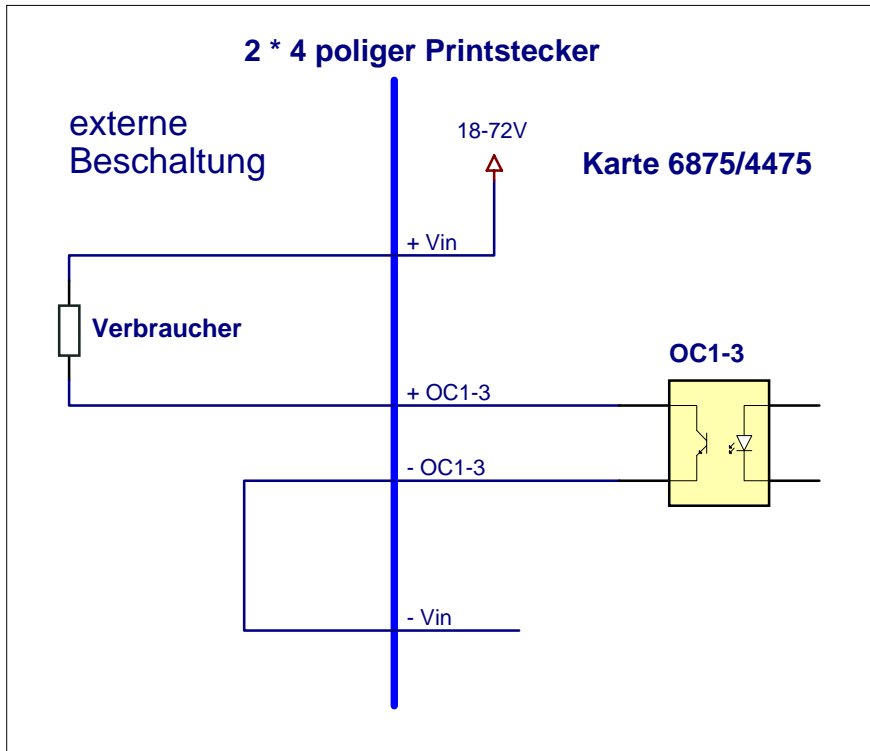 2 * 4 poliger Printstecker
externe
Beschaltung
18-72V
Karte 6875/4475
+ Vin
Verbraucher
OC1-3
+ OC1-3
- OC1-3
- Vin